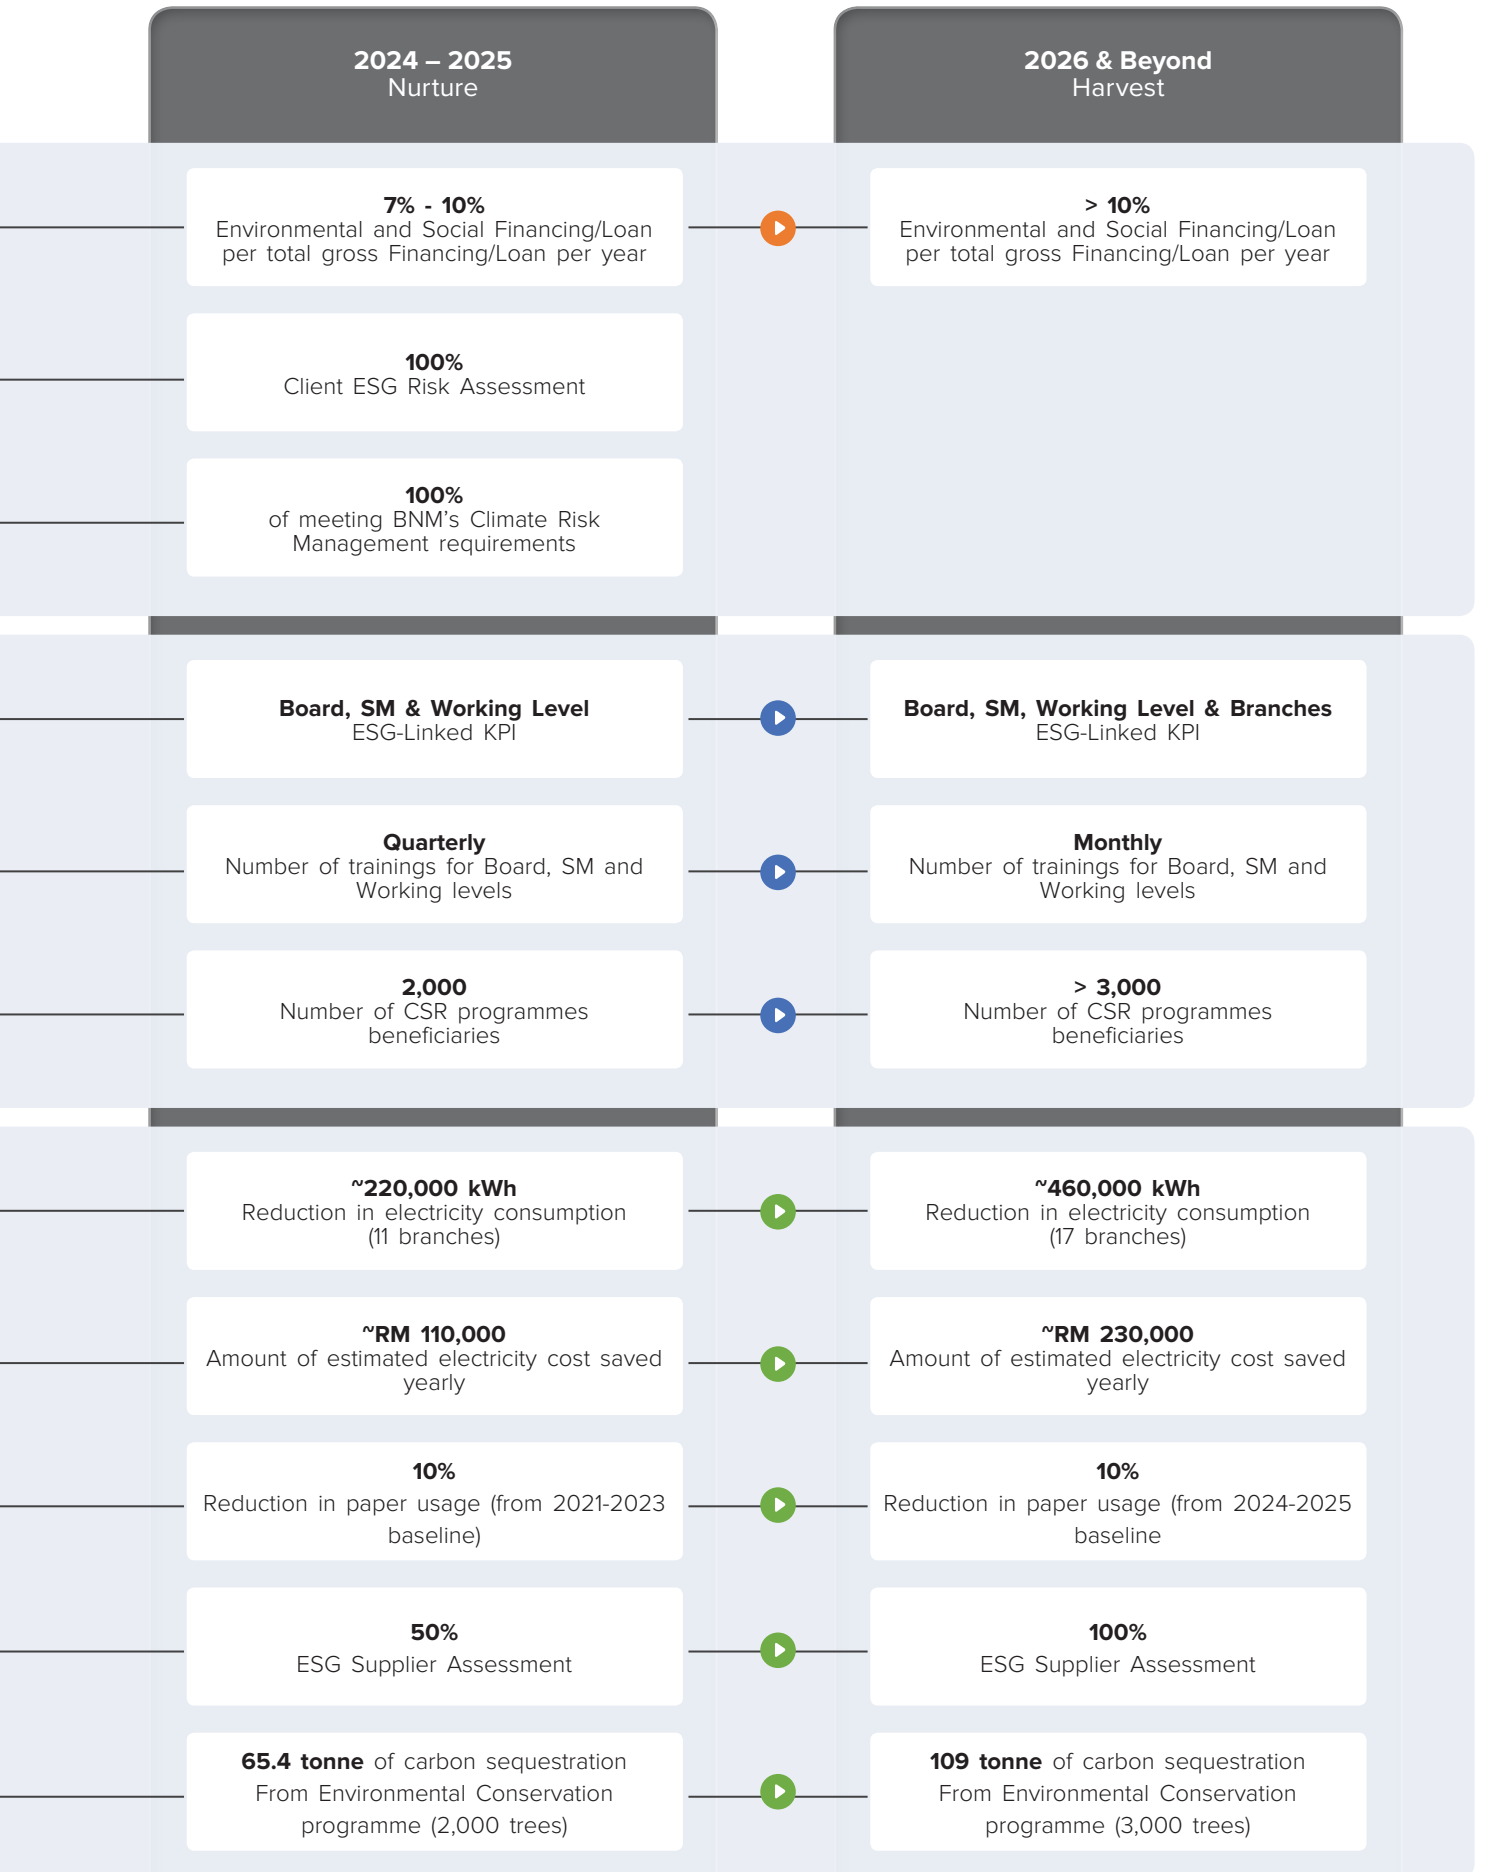 2024 – 2025
Nurture
2026 & Beyond
Harvest
7% - 10%
Environmental and Social Financing/Loan
per total gross Financing/Loan per year
> 10%
Environmental and Social Financing/Loan
per total gross Financing/Loan per year
100%
Client ESG Risk Assessment
100%
of meeting BNM’s Climate Risk
Management requirements
Board, SM & Working Level
ESG-Linked KPI
Board, SM, Working Level & Branches
ESG-Linked KPI
Quarterly
Number of trainings for Board, SM and
Working levels
Monthly
Number of trainings for Board, SM and
Working levels
2,000
Number of CSR programmes
beneficiaries
> 3,000
Number of CSR programmes
beneficiaries
~220,000 kWh
Reduction in electricity consumption
(11 branches)
~460,000 kWh
Reduction in electricity consumption
(17 branches)
~RM 110,000
Amount of estimated electricity cost saved
yearly
~RM 230,000
Amount of estimated electricity cost saved
yearly
10%
Reduction in paper usage (from 2021-2023
baseline)
10%
Reduction in paper usage (from 2024-2025
baseline
50%
ESG Supplier Assessment
100%
ESG Supplier Assessment
65.4 tonne of carbon sequestration
From Environmental Conservation
programme (2,000 trees)
109 tonne of carbon sequestration
From Environmental Conservation
programme (3,000 trees)